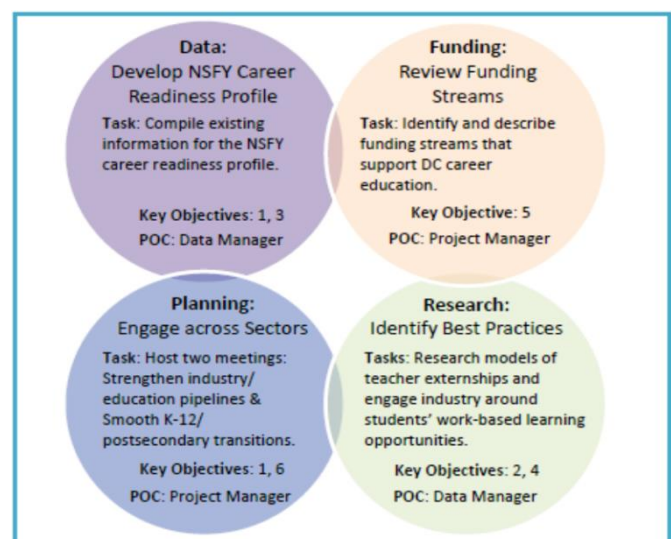 Data:
Develop NSFY Career
Readiness Profile
Task: Compile existing
information for the NSFY
career readiness profile.
Key Objectives: 1, 3
POC: Data Manager
Funding:
Review Funding
Streams
Task: Identify and describe
funding streams that
support DC career
education.
Key Objective: 5
POC: Project Manager
Planning:
Engage across Sectors
Task: Host two meetings:
Strengthen industry/
education pipelines &
Smooth K-12/
postsecondary transitions.
Key Objectives: 1, 6
POC: Project Manager
Research:
Identify Best Practices
Tasks: Research models of
teacher externships and
engage industry around
students' work-based learning
opportunities.
Key Objectives: 2, 4
POC: Data Manager